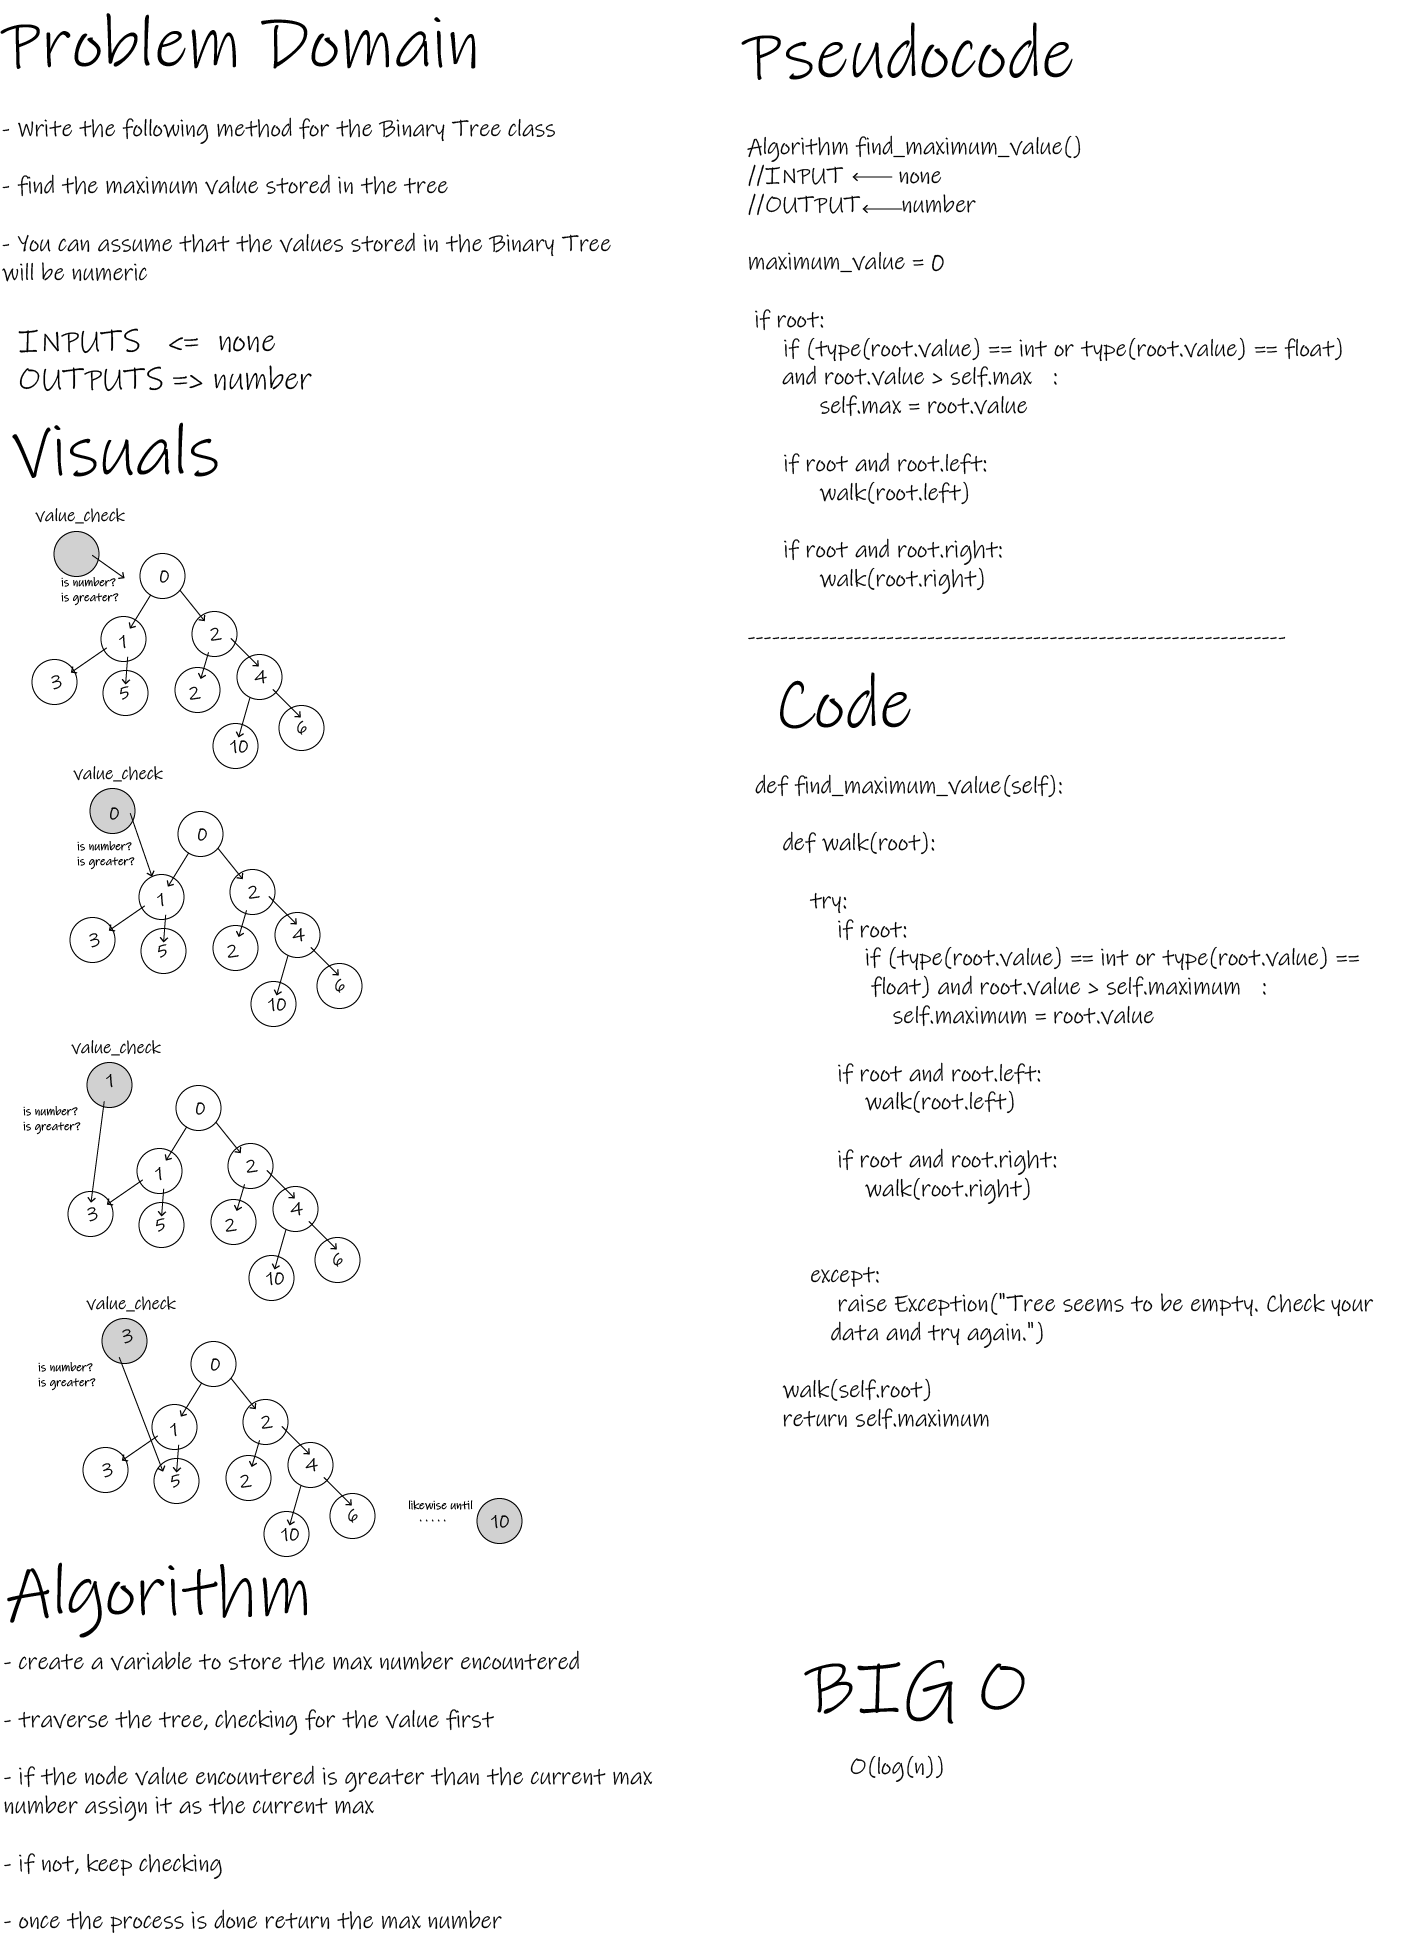 Problem Domain
- Write the following method for the Binary Tree class
- find the maximum value stored in the tree
- You can assume that the values stored in the Binary Tree
will be numeric
INPUTS <= none
OUTPUTS => number
Visuals
value_check
is number?
is greater?
0
1
2
3
5
2
4
10
6
value_check
0
is number?
is greater?
0
1
2
3
5
2
4
10
6
value_check
1
is number?
is greater?
0
1
2
3
5
2
4
10
6
value_check
3
is number?
is greater?
0
1
2
3
5
2
4
10
6
likewise until
.....
10
Algorithm
- create a variable to store the max number encountered
- traverse the tree, checking for the value first
- if the node value encountered is greater than the current max
number assign it as the current max
- if not, keep checking
- once the process is done return the max number
Pseudocode
Algorithm find_maximum_value()
//INPUT ⟵ none
//OUTPUT ⟵ number
maximum_value = 0
if root:
if (type(root.value) == int or type(root.value) == float)
and root.value > self.max :
self.max = root.value
if root and root.left:
walk(root.left)
if root and root.right:
walk(root.right)
------------------------------------------------------------------
Code
def find_maximum_value(self):
def walk(root):
try:
if root:
if (type(root.value) == int or type(root.value) ==
float) and root.value > self.maximum :
self.maximum = root.value
if root and root.left:
walk(root.left)
if root and root.right:
walk(root.right)
except:
raise Exception("Tree seems to be empty. Check your
data and try again.")
walk(self.root)
return self.maximum
BIG O
O(log(n))